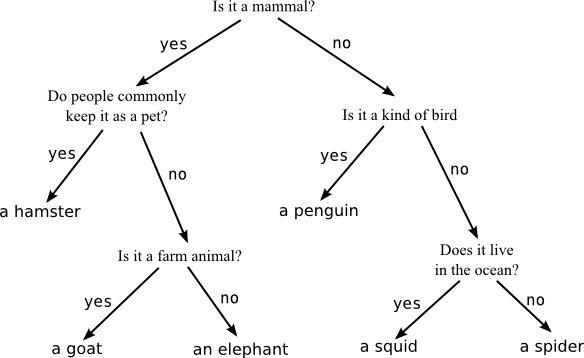 Is it a mammal?
yes
no
Do people commonly
keep it as a pet?
Is it a kind of bird
yes
no
yes
no
a hamster
a penguin
Is it a farm animal?
Does it live
in the ocean?
yes
no
yes
no
a goat
an elephant
a squid
a spider